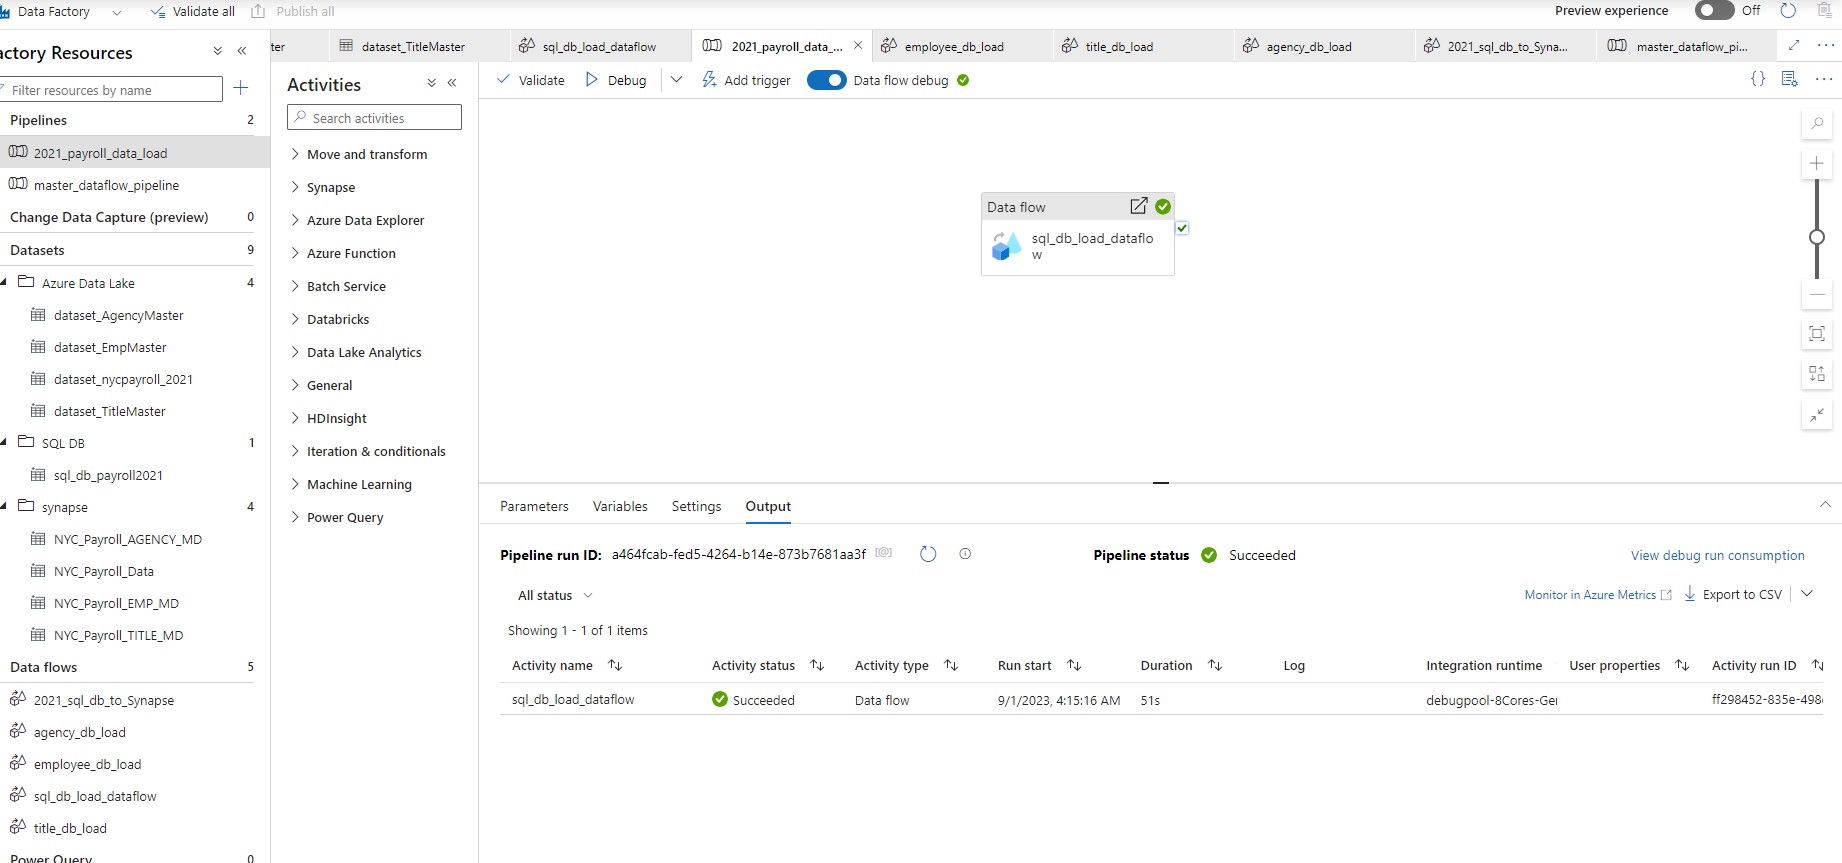 Data Factory
Validate all
Publish all
Preview experience
Off
actory Resources
Filter resources by name
Pipelines 2
2021_payroll_data_load
master_dataflow_pipeline
Change Data Capture (preview) 0
Datasets 9
Azure Data Lake 4
dataset_AgencyMaster
dataset_EmpMaster
dataset_nycpayroll_2021
dataset_TitleMaster
SQL DB 1
sql_db_payroll2021
synapse 4
NYC_Payroll_AGENCY_MD
NYC_Payroll_Data
NYC_Payroll_EMP_MD
NYC_Payroll_TITLE_MD
Data flows 5
2021_sql_db_to_Synapse
agency_db_load
employee_db_load
sql_db_load_dataflow
title_db_load
Power Query 0
ter
dataset_TitleMaster
sql_db_load_dataflow
2021_payroll_data_...
employee_db_load
title_db_load
agency_db_load
2021_sql_db_to_Syna...
master_dataflow_pi...
Activities
Search activities
Move and transform
Synapse
Azure Data Explorer
Azure Function
Batch Service
Databricks
Data Lake Analytics
General
HDInsight
Iteration & conditionals
Machine Learning
Power Query
Validate
Debug
Add trigger
Data flow debug
Data flow
sql_db_load_dataflo
w
Parameters
Variables
Settings
Output
Pipeline run ID: a464fcab-fed5-4264-b14e-873b7681aa3f
Pipeline status Succeeded
View debug run consumption
All status
Monitor in Azure Metrics
Export to CSV
Showing 1 - 1 of 1 items
Activity name Activity status Activity type Run start Duration Log Integration runtime User properties Activity run ID
sql_db_load_dataflow Succeeded Data flow 9/1/2023, 4:15:16 AM 51s debugpool-8Cores-Ge ff298452-835e-498